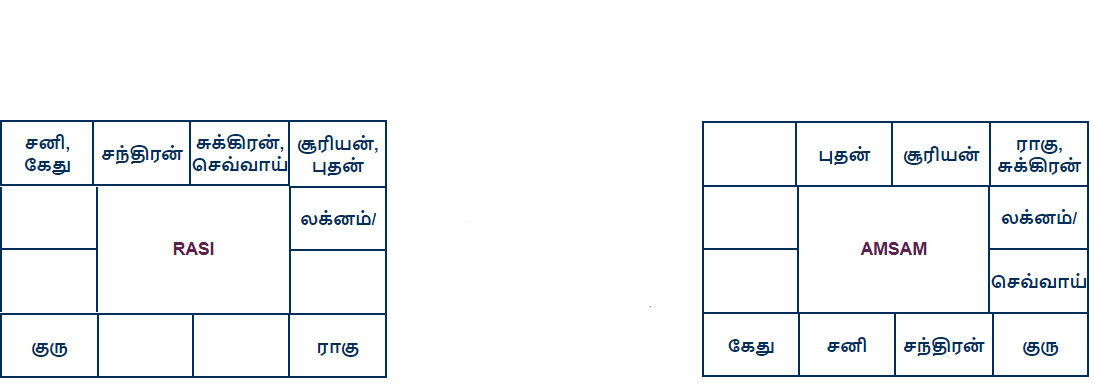 சனி,
கேது
சந்திரன்
சுக்கிரன்,
செவ்வாய்
சூரியன்,
புதன்
லக்னம்/
RASI
குரு
ராகு
புதன்
சூரியன்
ராகு,
சுக்கிரன்
லக்னம்/
AMSAM
செவ்வாய்
கேது
சனி
சந்திரன்
குரு